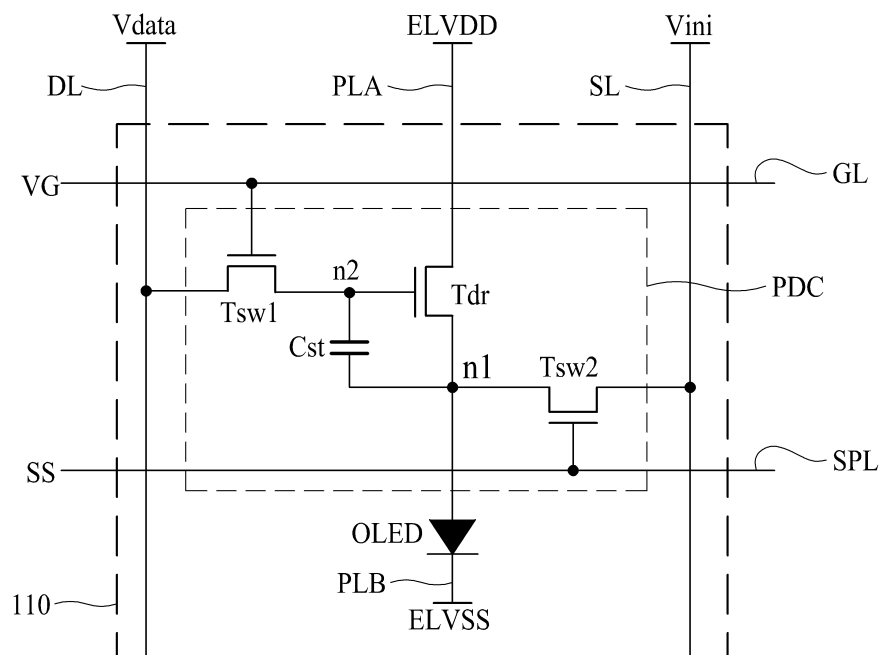 Vdata
ELVDD
Vini
DL
PLA
SL
VG
GL
n2
Tdr
PDC
Tsw1
Cst
n1
Tsw2
SS
SPL
OLED
PLB
110
ELVSS